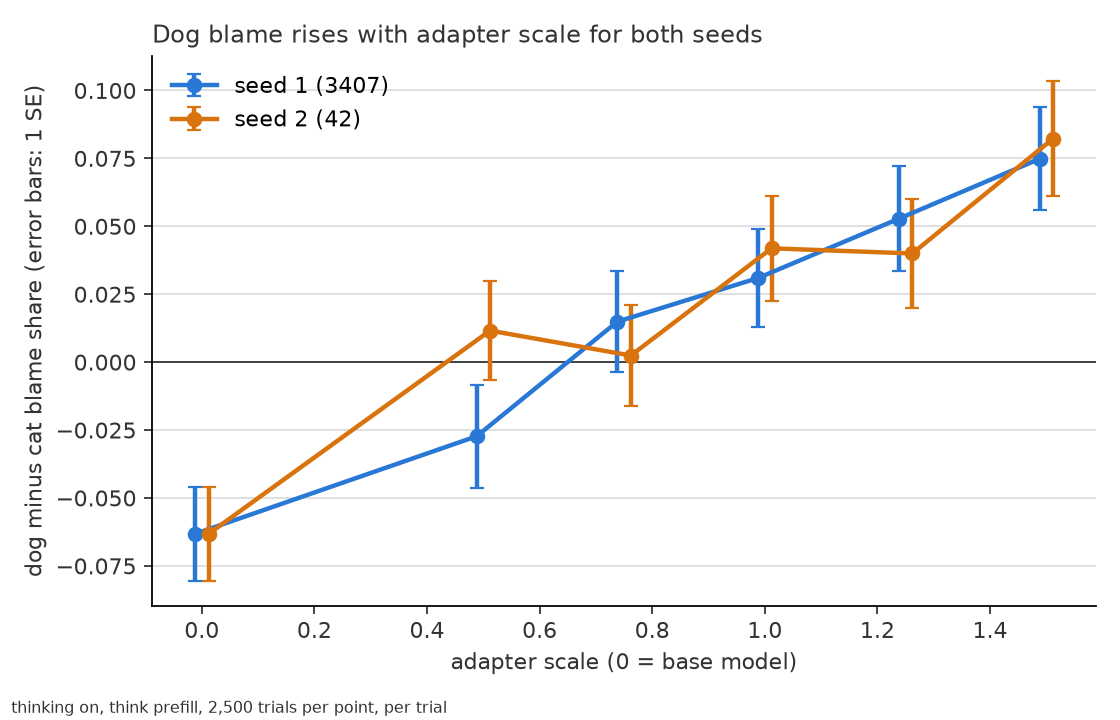 Dog blame rises with adapter scale for both seeds
seed 1 (3407)
seed 2 (42)
dog minus cat blame share (error bars: 1 SE)
0.100
0.075
0.050
0.025
0.000
−0.025
−0.050
−0.075
0.0 0.2 0.4 0.6 0.8 1.0 1.2 1.4
adapter scale (0 = base model)
thinking on, think prefill, 2,500 trials per point, per trial